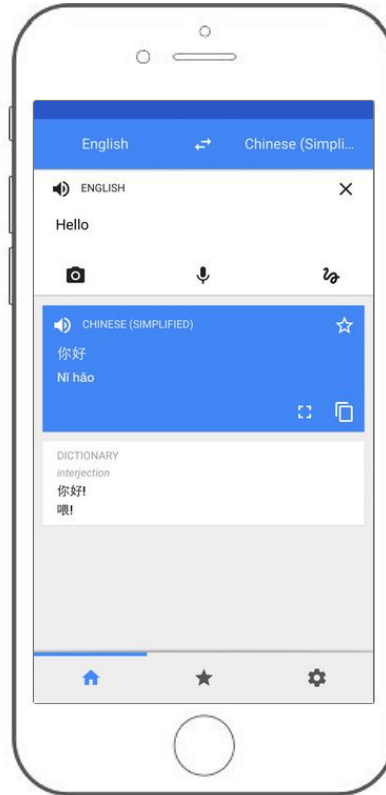 English Chinese (Simpli...
ENGLISH
Hello
CHINESE (SIMPLIFIED)
你好
Nǐ hǎo
DICTIONARY
interjection
你好!
喂!